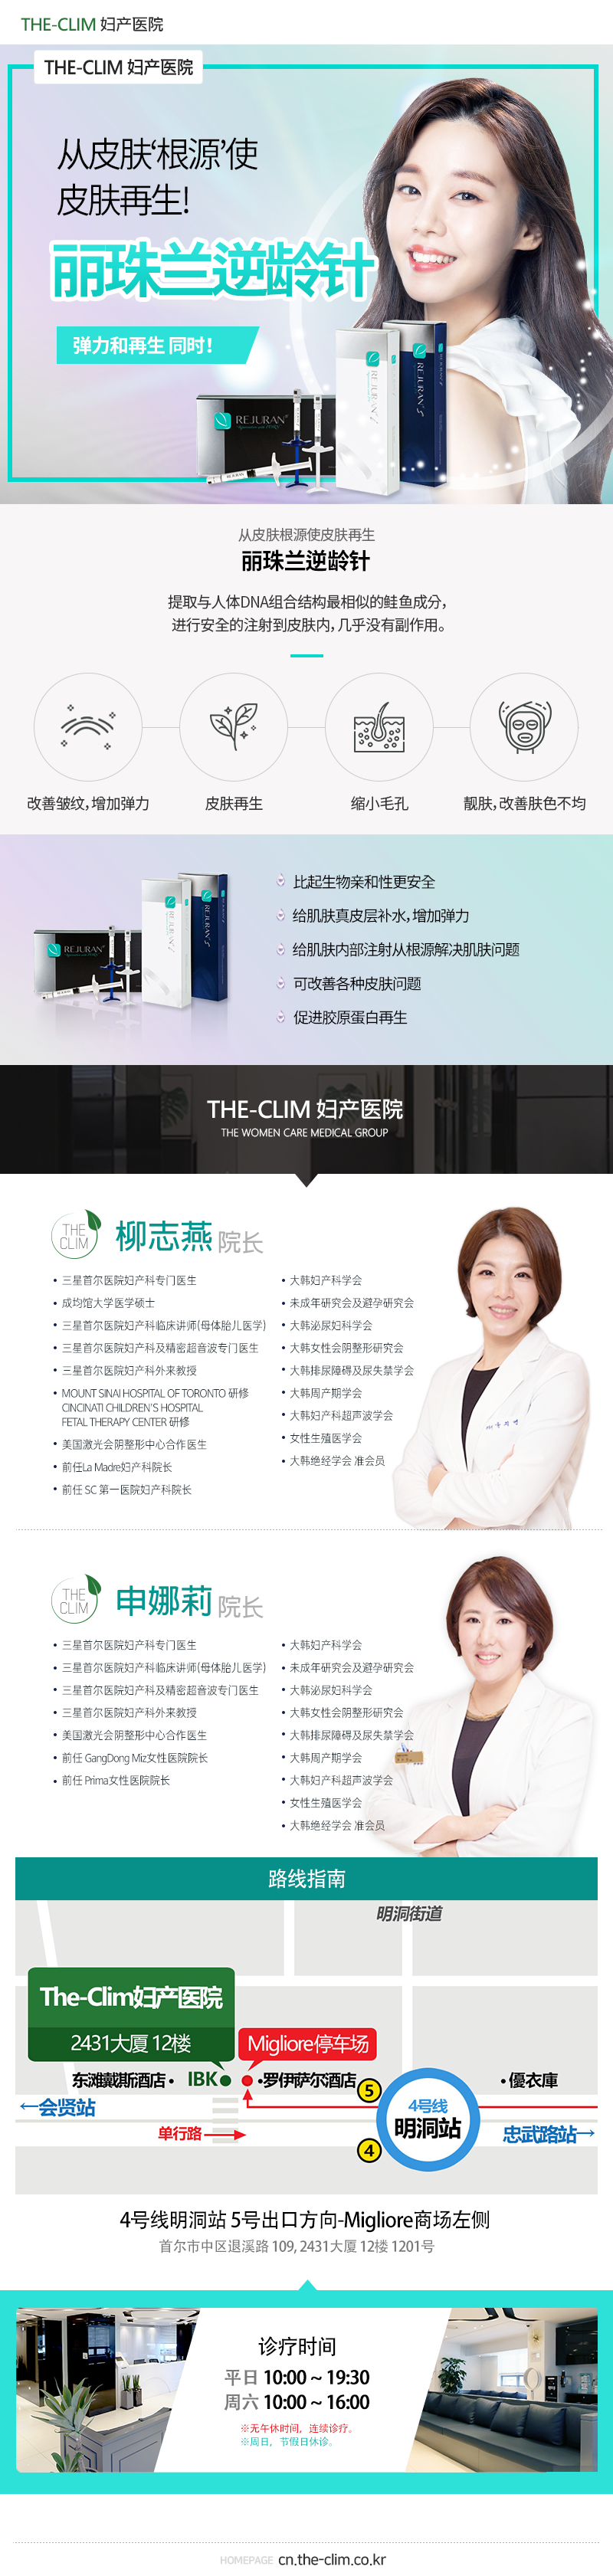 THE-CLIM 妇产医院
THE-CLIM 妇产医院
从皮肤‘根源’使
皮肤再生!
丽珠兰逆龄针
弹力和再生 同时!
REJURAN
REJURAN
REJURAN S
从皮肤根源使皮肤再生
丽珠兰逆龄针
提取与人体DNA组合结构最相似的鲑鱼成分,
进行安全的注射到皮肤内, 几乎没有副作用。
改善皱纹, 增加弹力
皮肤再生
缩小毛孔
靓肤, 改善肤色不均
REJURAN
REJURAN
REJURAN S
比起生物亲和性更安全
给肌肤真皮层补水, 增加弹力
给肌肤内部注射从根源解决肌肤问题
可改善各种皮肤问题
促进胶原蛋白再生
THE-CLIM 妇产医院
THE WOMEN CARE MEDICAL GROUP
THE CLIM
柳志燕 院长
• 三星首尔医院妇产科专门医生
• 成均馆大学医学硕士
• 三星首尔医院妇产科临床讲师(母体胎儿医学)
• 三星首尔医院妇产科及精密超音波专门医生
• 三星首尔医院妇产科外来教授
• MOUNT SINAI HOSPITAL OF TORONTO 研修
CINCINATI CHILDREN'S HOSPITAL
FETAL THERAPY CENTER 研修
• 美国激光会阴整形中心合作医生
• 前任La Madre妇产科院长
• 前任 SC 第一医院妇产科院长
• 大韩妇产科学会
• 未成年研究会及避孕研究会
• 大韩泌尿妇科学会
• 大韩女性会阴整形研究会
• 大韩排尿障碍及尿失禁学会
• 大韩周产期学会
• 大韩妇产科超声波学会
• 女性生殖医学会
• 大韩绝经学会 准会员
THE CLIM
申娜莉 院长
• 三星首尔医院妇产科专门医生
• 三星首尔医院妇产科临床讲师(母体胎儿医学)
• 三星首尔医院妇产科及精密超音波专门医生
• 三星首尔医院妇产科外来教授
• 美国激光会阴整形中心合作医生
• 前任 GangDong Miz女性医院院长
• 前任 Prima女性医院院长
• 大韩妇产科学会
• 未成年研究会及避孕研究会
• 大韩泌尿妇科学会
• 大韩女性会阴整形研究会
• 大韩排尿障碍及尿失禁学会
• 大韩周产期学会
• 大韩妇产科超声波学会
• 女性生殖医学会
• 大韩绝经学会 准会员
路线指南
明洞街道
The-Clim妇产医院
2431大厦 12楼
Migliore停车场
东滩戴斯酒店 •
IBK
•罗伊萨尔酒店
5
• 優衣庫
←会贤站
4号线
明洞站
单行路
4
忠武路站→
4号线明洞站 5号出口方向-Migliore商场左侧
首尔市中区退溪路 109, 2431大厦 12楼 1201号
诊疗时间
平日 10:00 ~ 19:30
周六 10:00 ~ 16:00
※无午休时间, 连续诊疗。
※周日, 节假日休诊。
HOMEPAGE cn.the-clim.co.kr